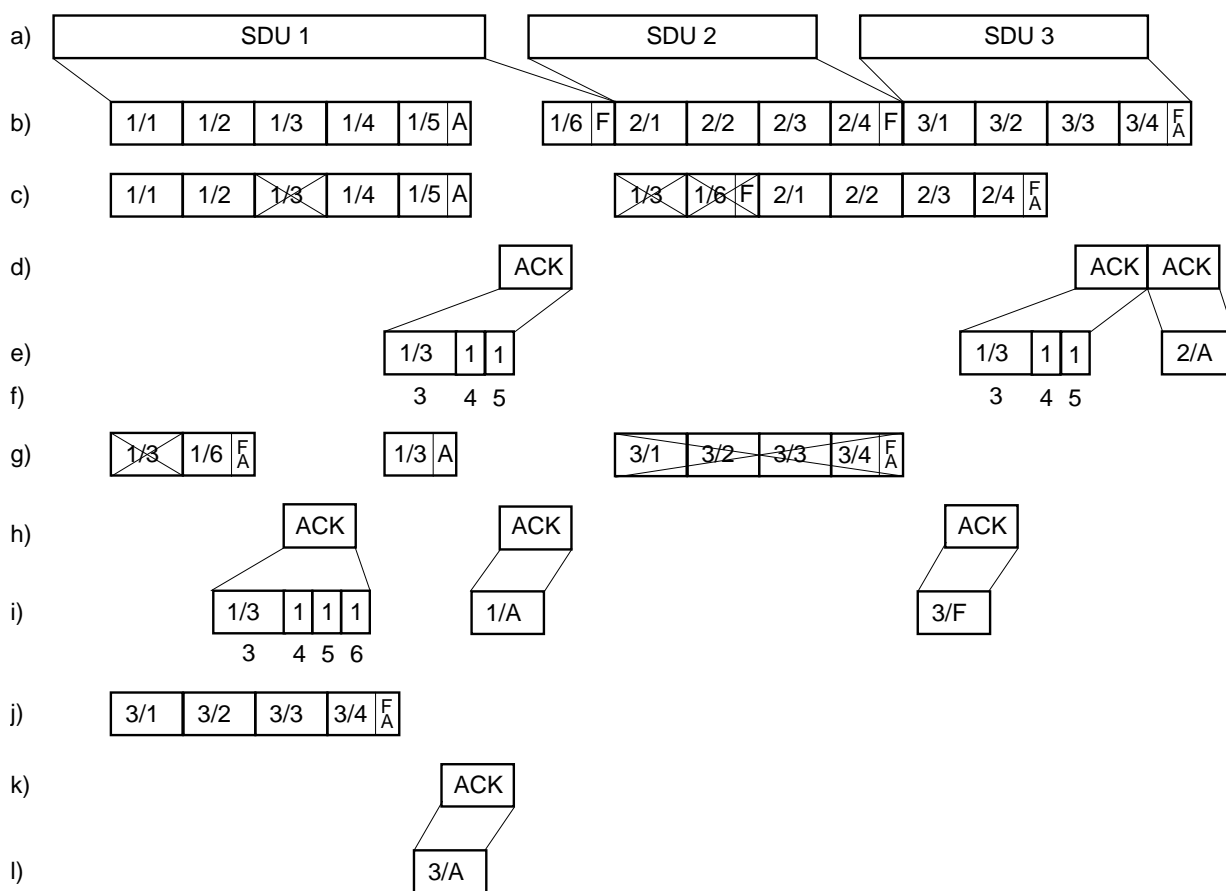 a) SDU 1 SDU 2 SDU 3
b) 1/1 1/2 1/3 1/4 1/5 A 1/6 F 2/1 2/2 2/3 2/4 F 3/1 3/2 3/3 3/4 F A
c) 1/1 1/2 1/3 1/4 1/5 A 1/3 1/6 F 2/1 2/2 2/3 2/4 F A
d) ACK ACK ACK
e) 1/3 1 1 1/3 1 1 2/A
f) 3 4 5 3 4 5
g) 1/3 1/6 F A 1/3 A 3/1 3/2 3/3 3/4 F A
h) ACK ACK ACK
i) 1/3 1 1 1 1/A 3/F
3 4 5 6
j) 3/1 3/2 3/3 3/4 F A
k) ACK
l) 3/A